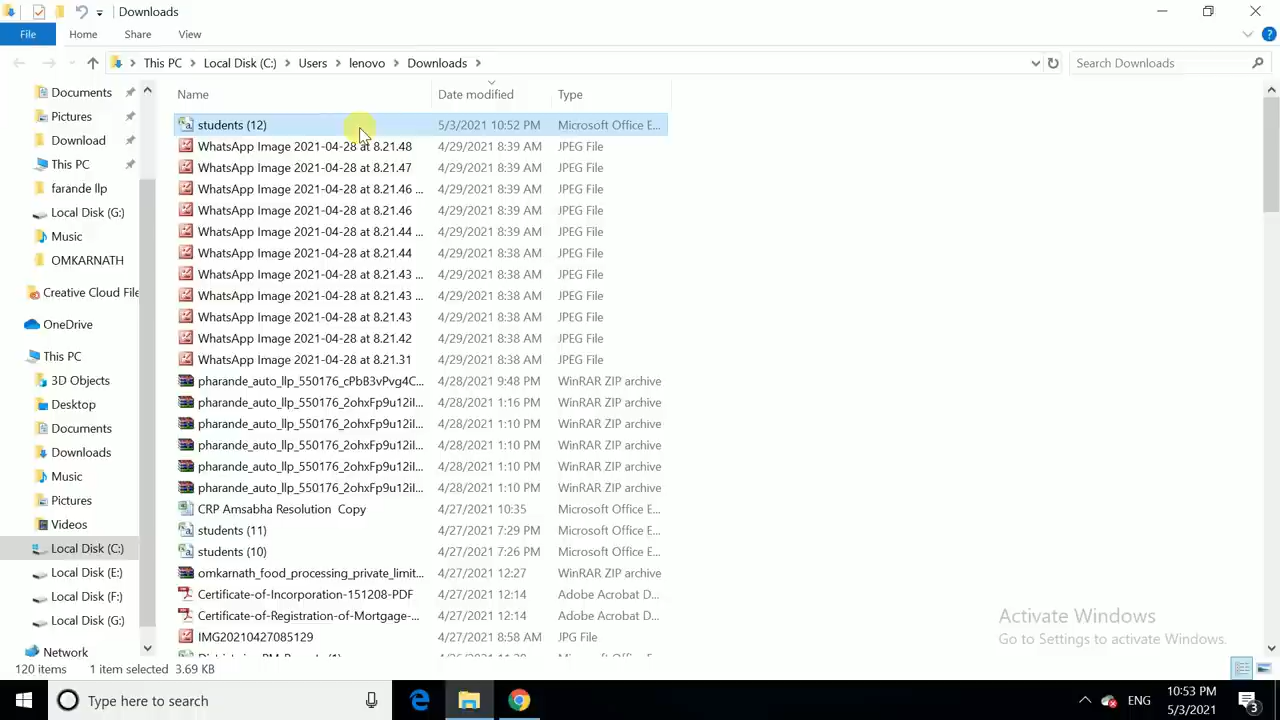 Downloads
File Home Share View
This PC Local Disk (C:) Users lenovo Downloads Search Downloads
Documents
Pictures
Download
This PC
farande llp
Local Disk (G:)
Music
OMKARNATH
Creative Cloud File
OneDrive
This PC
3D Objects
Desktop
Documents
Downloads
Music
Pictures
Videos
Local Disk (C:)
Local Disk (E:)
Local Disk (F:)
Local Disk (G:)
Network
Name Date modified Type
students (12) 5/3/2021 10:52 PM Microsoft Office E...
WhatsApp Image 2021-04-28 at 8.21.48 4/29/2021 8:39 AM JPEG File
WhatsApp Image 2021-04-28 at 8.21.47 4/29/2021 8:39 AM JPEG File
WhatsApp Image 2021-04-28 at 8.21.46 ... 4/29/2021 8:39 AM JPEG File
WhatsApp Image 2021-04-28 at 8.21.46 4/29/2021 8:39 AM JPEG File
WhatsApp Image 2021-04-28 at 8.21.44 ... 4/29/2021 8:39 AM JPEG File
WhatsApp Image 2021-04-28 at 8.21.44 4/29/2021 8:38 AM JPEG File
WhatsApp Image 2021-04-28 at 8.21.43 ... 4/29/2021 8:38 AM JPEG File
WhatsApp Image 2021-04-28 at 8.21.43 ... 4/29/2021 8:38 AM JPEG File
WhatsApp Image 2021-04-28 at 8.21.43 4/29/2021 8:38 AM JPEG File
WhatsApp Image 2021-04-28 at 8.21.42 4/29/2021 8:38 AM JPEG File
WhatsApp Image 2021-04-28 at 8.21.31 4/29/2021 8:38 AM JPEG File
pharande_auto_llp_550176_cPbB3vPvg4C... 4/28/2021 9:48 PM WinRAR ZIP archive
pharande_auto_llp_550176_2ohxFp9u12iI... 4/28/2021 1:16 PM WinRAR ZIP archive
pharande_auto_llp_550176_2ohxFp9u12iI... 4/28/2021 1:10 PM WinRAR ZIP archive
pharande_auto_llp_550176_2ohxFp9u12iI... 4/28/2021 1:10 PM WinRAR ZIP archive
pharande_auto_llp_550176_2ohxFp9u12iI... 4/28/2021 1:10 PM WinRAR ZIP archive
pharande_auto_llp_550176_2ohxFp9u12iI... 4/28/2021 1:10 PM WinRAR ZIP archive
CRP Amsabha Resolution Copy 4/27/2021 10:35 Microsoft Office E...
students (11) 4/27/2021 7:29 PM Microsoft Office E...
students (10) 4/27/2021 7:26 PM Microsoft Office E...
omkarnath_food_processing_private_limit... 4/27/2021 12:27 WinRAR ZIP archive
Certificate-of-Incorporation-151208-PDF 4/27/2021 12:14 Adobe Acrobat D...
Certificate-of-Registration-of-Mortgage-... 4/27/2021 12:14 Adobe Acrobat D...
IMG20210427085129 4/27/2021 8:58 AM JPG File
Activate Windows
Go to Settings to activate Windows.
120 items 1 item selected 3.69 KB
Type here to search
ENG
10:53 PM
5/3/2021
3